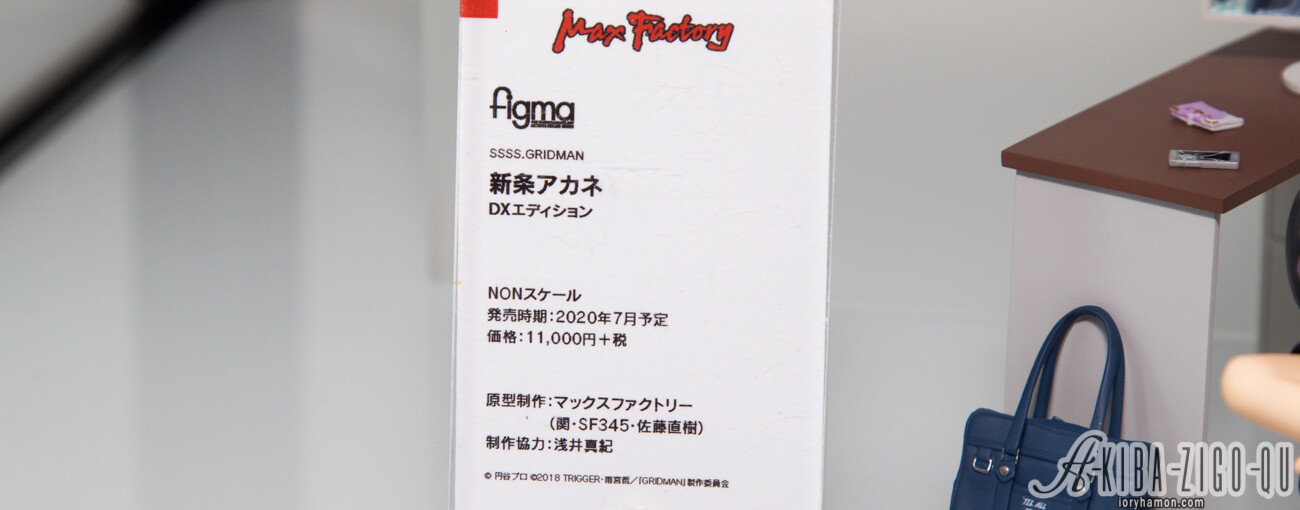 Max Factory
figma
SSSS.GRIDMAN
新条アカネ
DXエディション
NONスケール
発売時期:2020年7月予定
価格:11,000円+税
原型制作:マックスファクトリー
(関・SF345・佐藤直樹)
制作協力:浅井真紀
© 円谷プロ ©2018 TRIGGER・雨宮哲/「GRIDMAN」製作委員会
'TIL ALL
A-KIBA-ZIGO-QU
ioryhamon.com